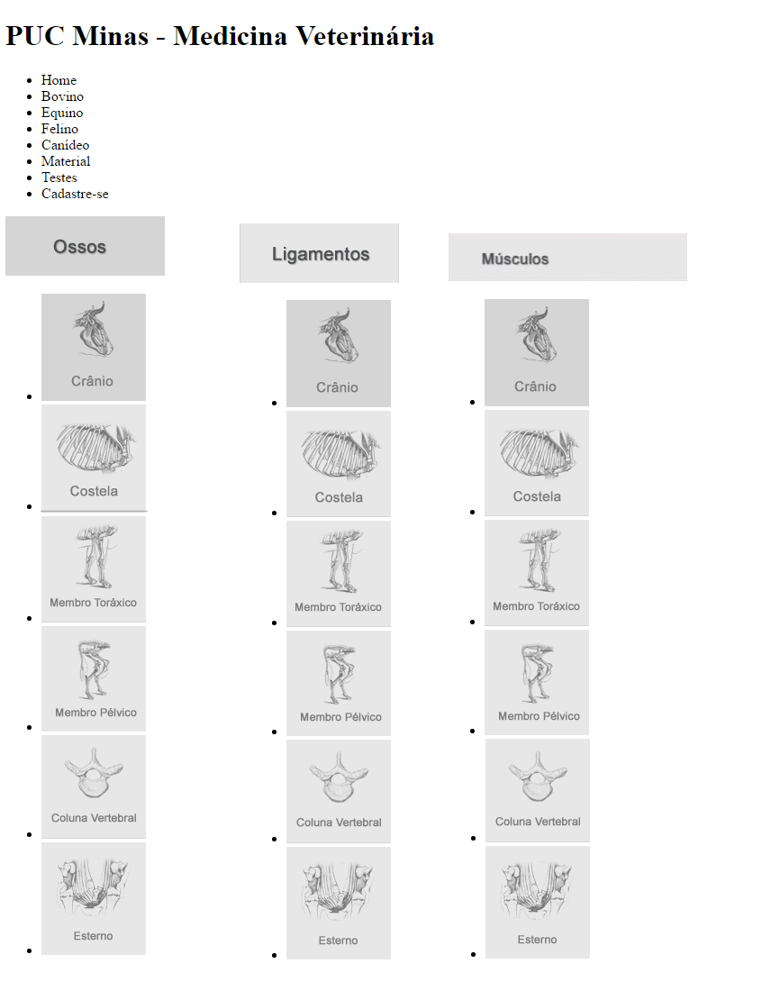 PUC Minas - Medicina Veterinária
Home
Bovino
Equino
Felino
Canídeo
Material
Testes
Cadastre-se
Ossos
Crânio
Costela
Membro Toráxico
Membro Pélvico
Coluna Vertebral
Esterno
Ligamentos
Crânio
Costela
Membro Toráxico
Membro Pélvico
Coluna Vertebral
Esterno
Músculos
Crânio
Costela
Membro Toráxico
Membro Pélvico
Coluna Vertebral
Esterno